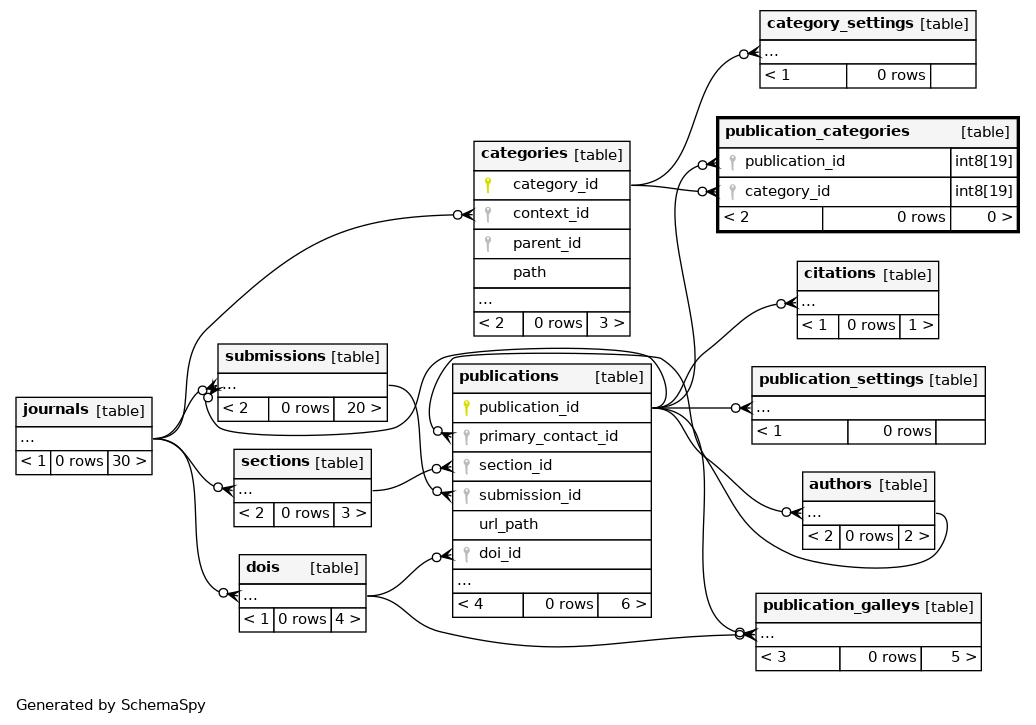 category_settings [table]
...
< 1 0 rows
publication_categories [table]
publication_id int8[19]
category_id int8[19]
< 2 0 rows 0 >
categories [table]
category_id
context_id
parent_id
path
...
< 2 0 rows 3 >
citations [table]
...
< 1 0 rows 1 >
submissions [table]
...
< 2 0 rows 20 >
publications [table]
publication_id
primary_contact_id
section_id
submission_id
url_path
doi_id
...
< 4 0 rows 6 >
publication_settings [table]
...
< 1 0 rows
journals [table]
...
< 1 0 rows 30 >
sections [table]
...
< 2 0 rows 3 >
authors [table]
...
< 2 0 rows 2 >
dois [table]
...
< 1 0 rows 4 >
publication_galleys [table]
...
< 3 0 rows 5 >
Generated by SchemaSpy